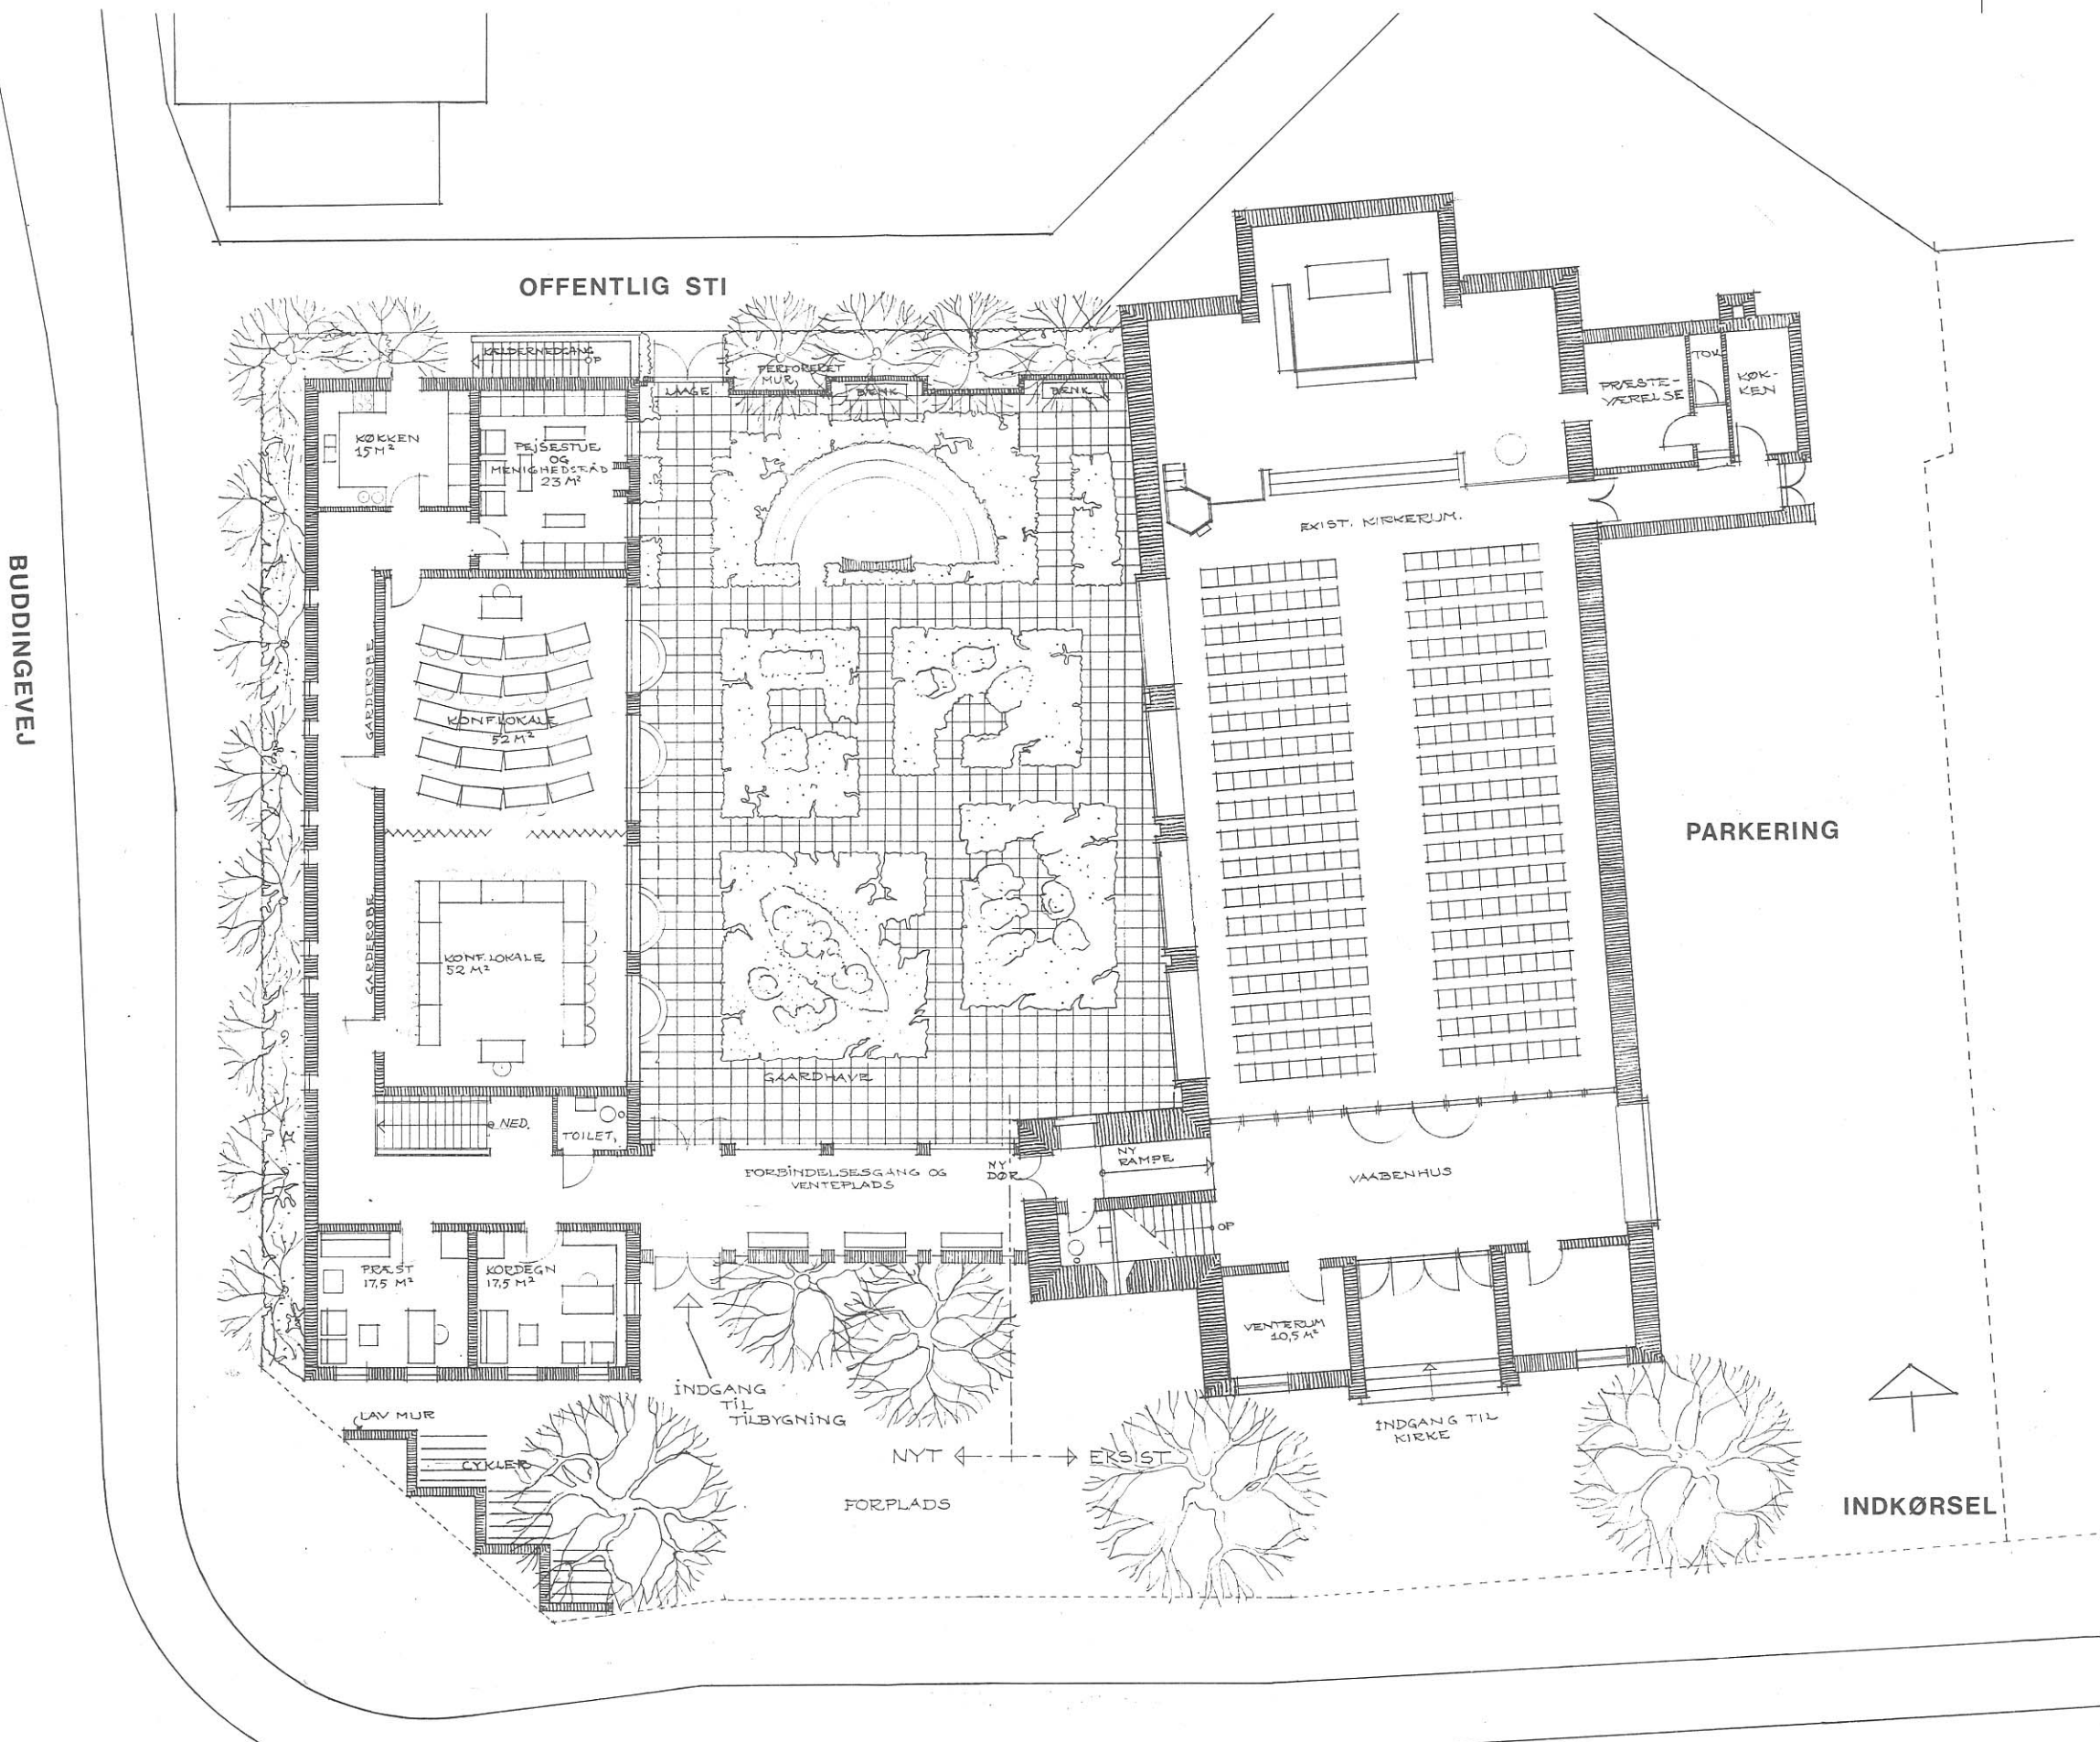 OFFENTLIG STI
KÆLDERNEDGANG
OP
LAAGE
PERFORERET
MUR
BÆNK
BÆNK
KØKKEN
15 M²
PEJSESTUE
OG
MENIGHEDSRÅD
23 M²
PRÆSTE-
VÆRELSE
KØK-
KEN
EXIST. KIRKERUM.
BUDDINGEVEJ
GARDEROBE
KONF.LOKALE
52 M²
PARKERING
GARDEROBE
KONF.LOKALE
52 M²
GAARDHAVE
NED.
TOILET
FORBINDELSESGANG OG
VENTEPLADS
NY
DØR
NY
RAMPE
VAABENHUS
OP
PRÆST
17,5 M²
KORDEGN
17,5 M²
VENTERUM
10,5 M²
INDGANG
TIL
TILBYGNING
LAV MUR
CYKLER
INDGANG TIL
KIRKE
NYT
EKSIST
FORPLADS
INDKØRSEL